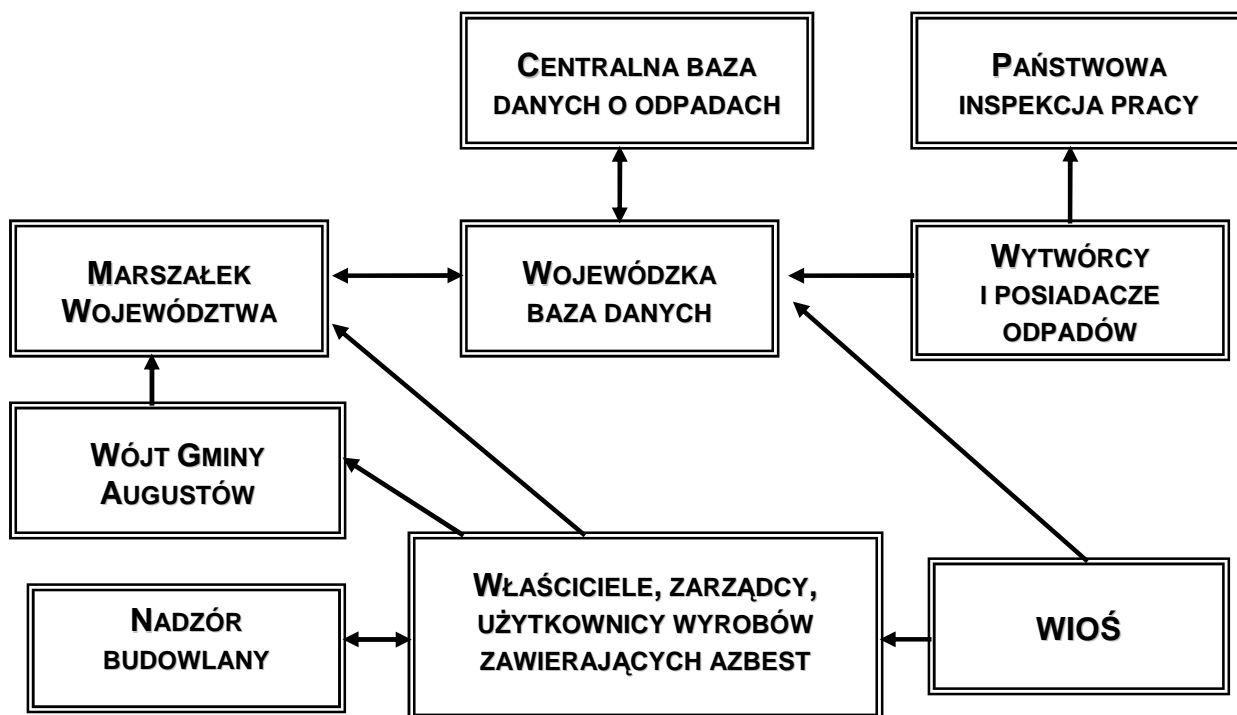 CENTRALNA BAZA
DANYCH O ODPADACH
PAŃSTWOWA
INSPEKCJA PRACY
MARSZAŁEK
WOJEWÓDZTWA
WOJEWÓDZKA
BAZA DANYCH
WYTWÓRCY
I POSIADACZE
ODPADÓW
WÓJT GMINY
AUGUSTÓW
NADZÓR
BUDOWLANY
WŁAŚCICIELE, ZARZĄDCY,
UŻYTKOWNICY WYROBÓW
ZAWIERAJĄCYCH AZBEST
WIOŚ